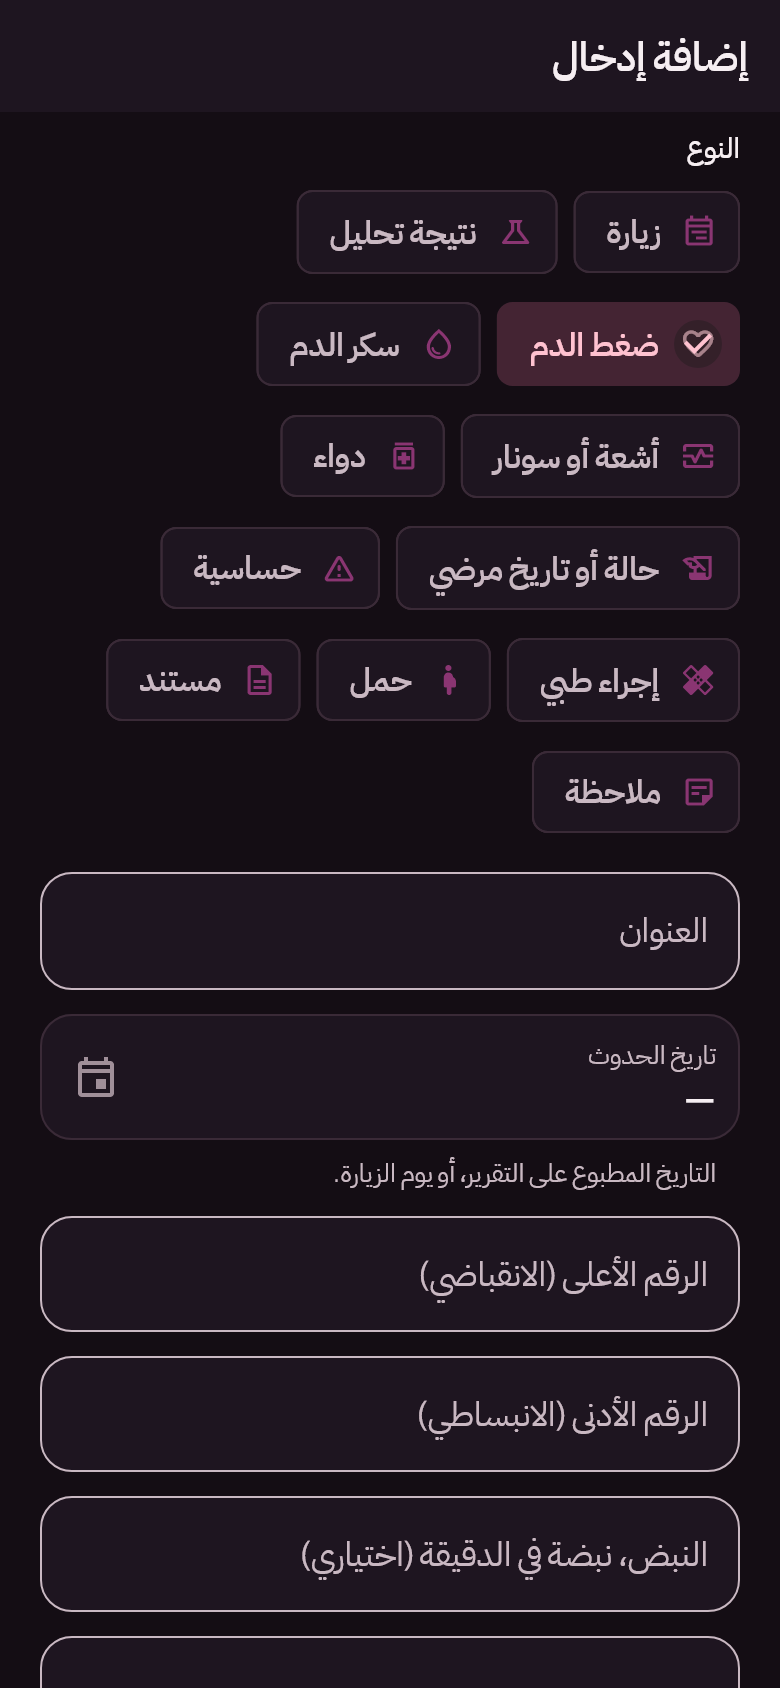 إضافة إدخال
النوع
زيارة
نتيجة تحليل
ضغط الدم
سكر الدم
أشعة أو سونار
دواء
حالة أو تاريخ مرضي
حساسية
إجراء طبي
حمل
مستند
ملاحظة
العنوان
تاريخ الحدوث
—
التاريخ المطبوع على التقرير، أو يوم الزيارة.
الرقم الأعلى (الانقباضي)
الرقم الأدنى (الانبساطي)
النبض، نبضة في الدقيقة (اختياري)